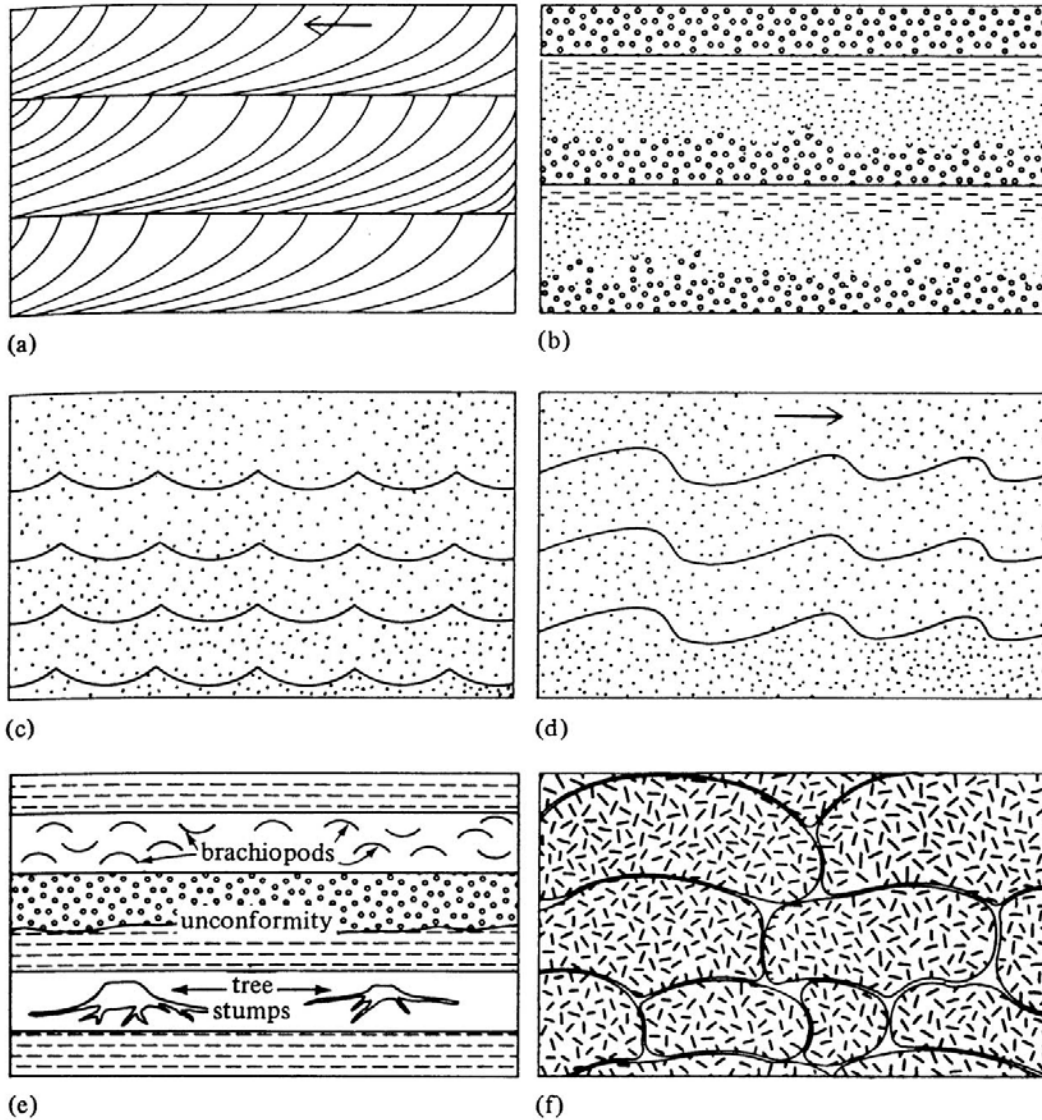 (a)
(b)
(c)
(d)
brachiopods
unconformity
tree
stumps
(e)
(f)